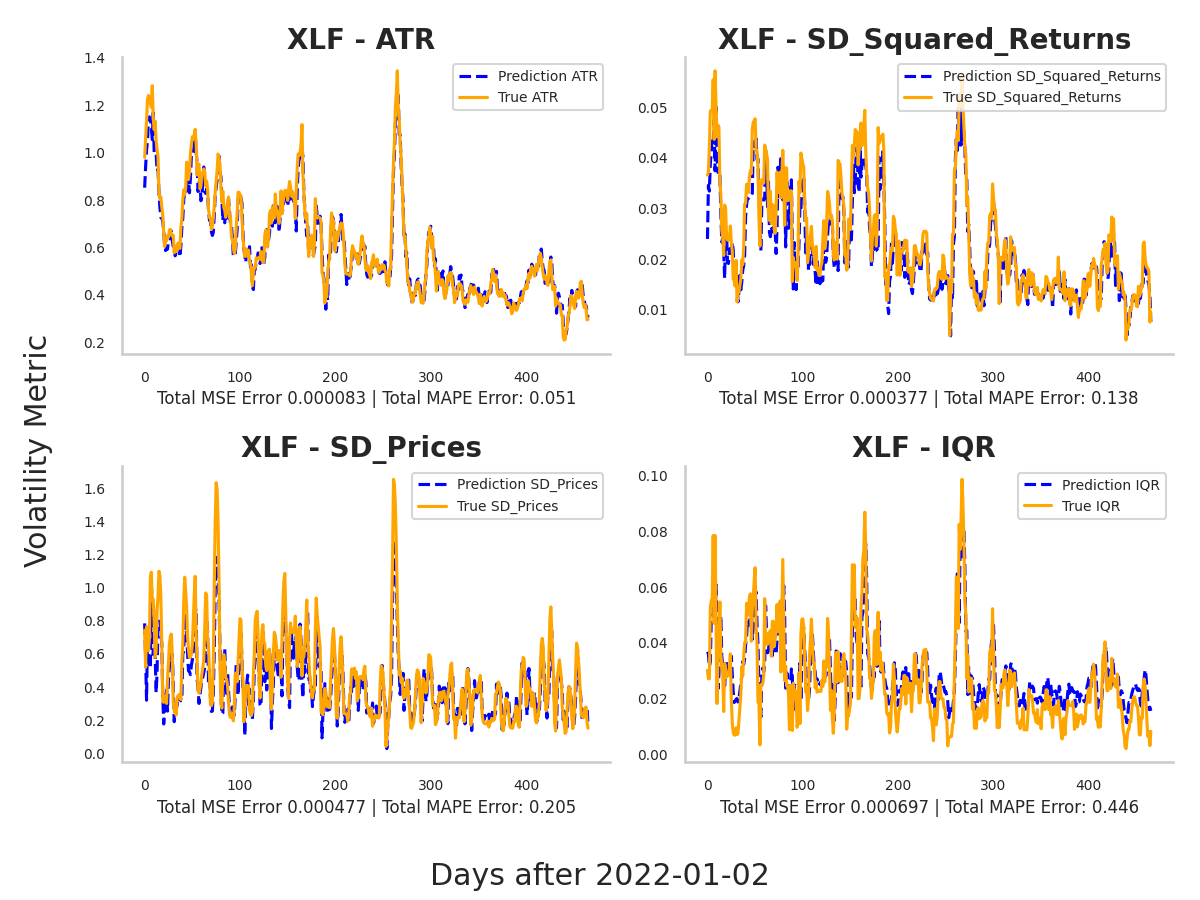 XLF - ATR
1.4
1.2
1.0
0.8
0.6
0.4
0.2
0 100 200 300 400
Prediction ATR
True ATR
Total MSE Error 0.000083 | Total MAPE Error: 0.051
XLF - SD_Squared_Returns
0.05
0.04
0.03
0.02
0.01
0 100 200 300 400
Prediction SD_Squared_Returns
True SD_Squared_Returns
Total MSE Error 0.000377 | Total MAPE Error: 0.138
Volatility Metric
XLF - SD_Prices
1.6
1.4
1.2
1.0
0.8
0.6
0.4
0.2
0.0
0 100 200 300 400
Prediction SD_Prices
True SD_Prices
Total MSE Error 0.000477 | Total MAPE Error: 0.205
XLF - IQR
0.10
0.08
0.06
0.04
0.02
0.00
0 100 200 300 400
Prediction IQR
True IQR
Total MSE Error 0.000697 | Total MAPE Error: 0.446
Days after 2022-01-02